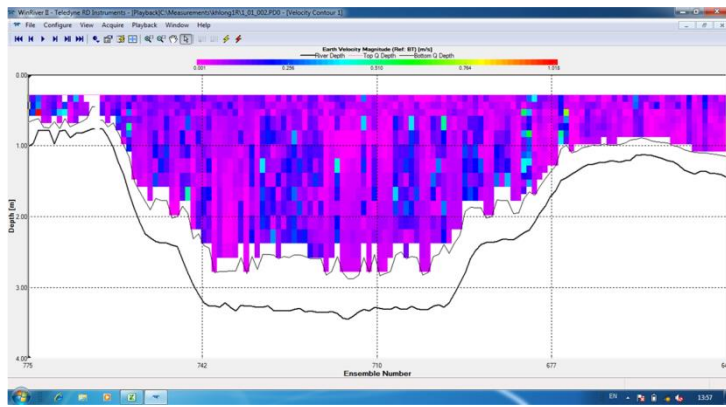 WinRiver II - Teledyne RD Instruments - [Playback]C:\Measurements\ahlong1R\1_01_002.PD0 - [Velocity Contour 1]
File Configure View Acquire Playback Window Help
Earth Velocity Magnitude (Ref: BT) [m/s]
River Depth Top Q Depth Bottom Q Depth
0.001 0.256 0.510 0.764 1.018
0.00
1.00
2.00
3.00
4.00
Depth [m]
775 742 710 677
Ensemble Number
EN 13:57